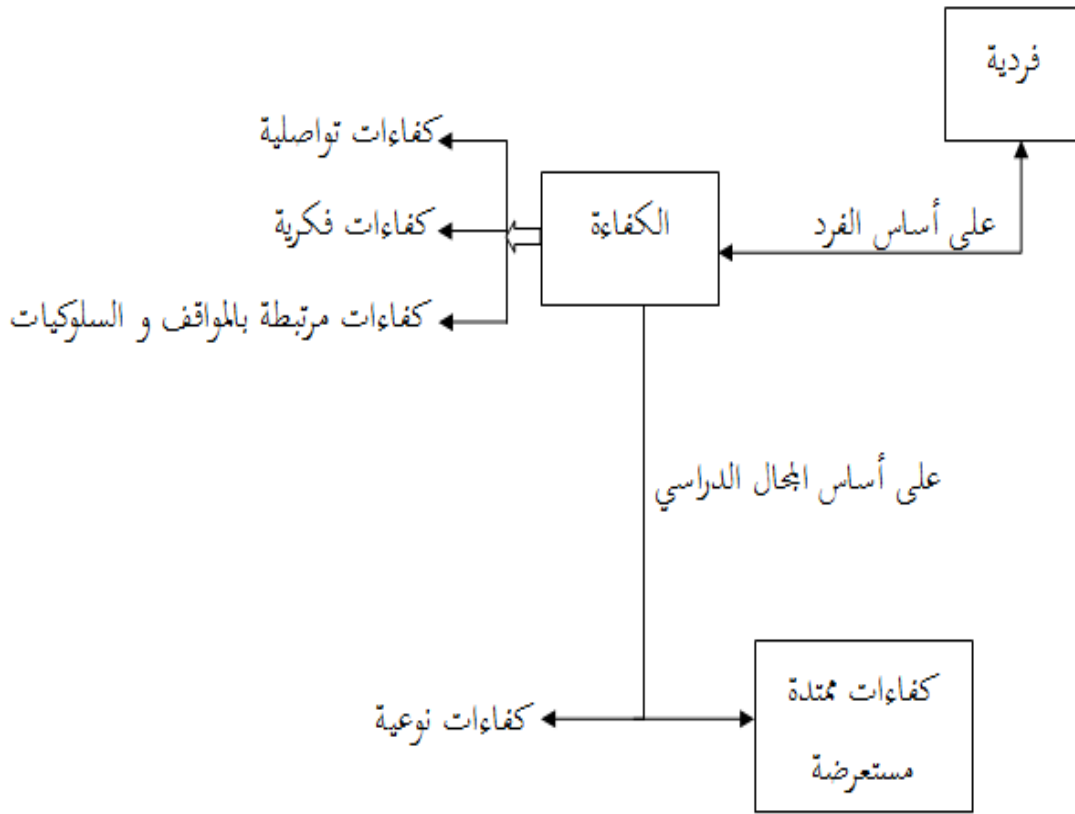 فردية
كفاءات تواصلية
الكفاءة
على أساس الفرد
كفاءات فكرية
كفاءات مرتبطة بالمواقف و السلوكيات
على أساس المجال الدراسي
كفاءات نوعية
كفاءات ممتدة
مستعرضة